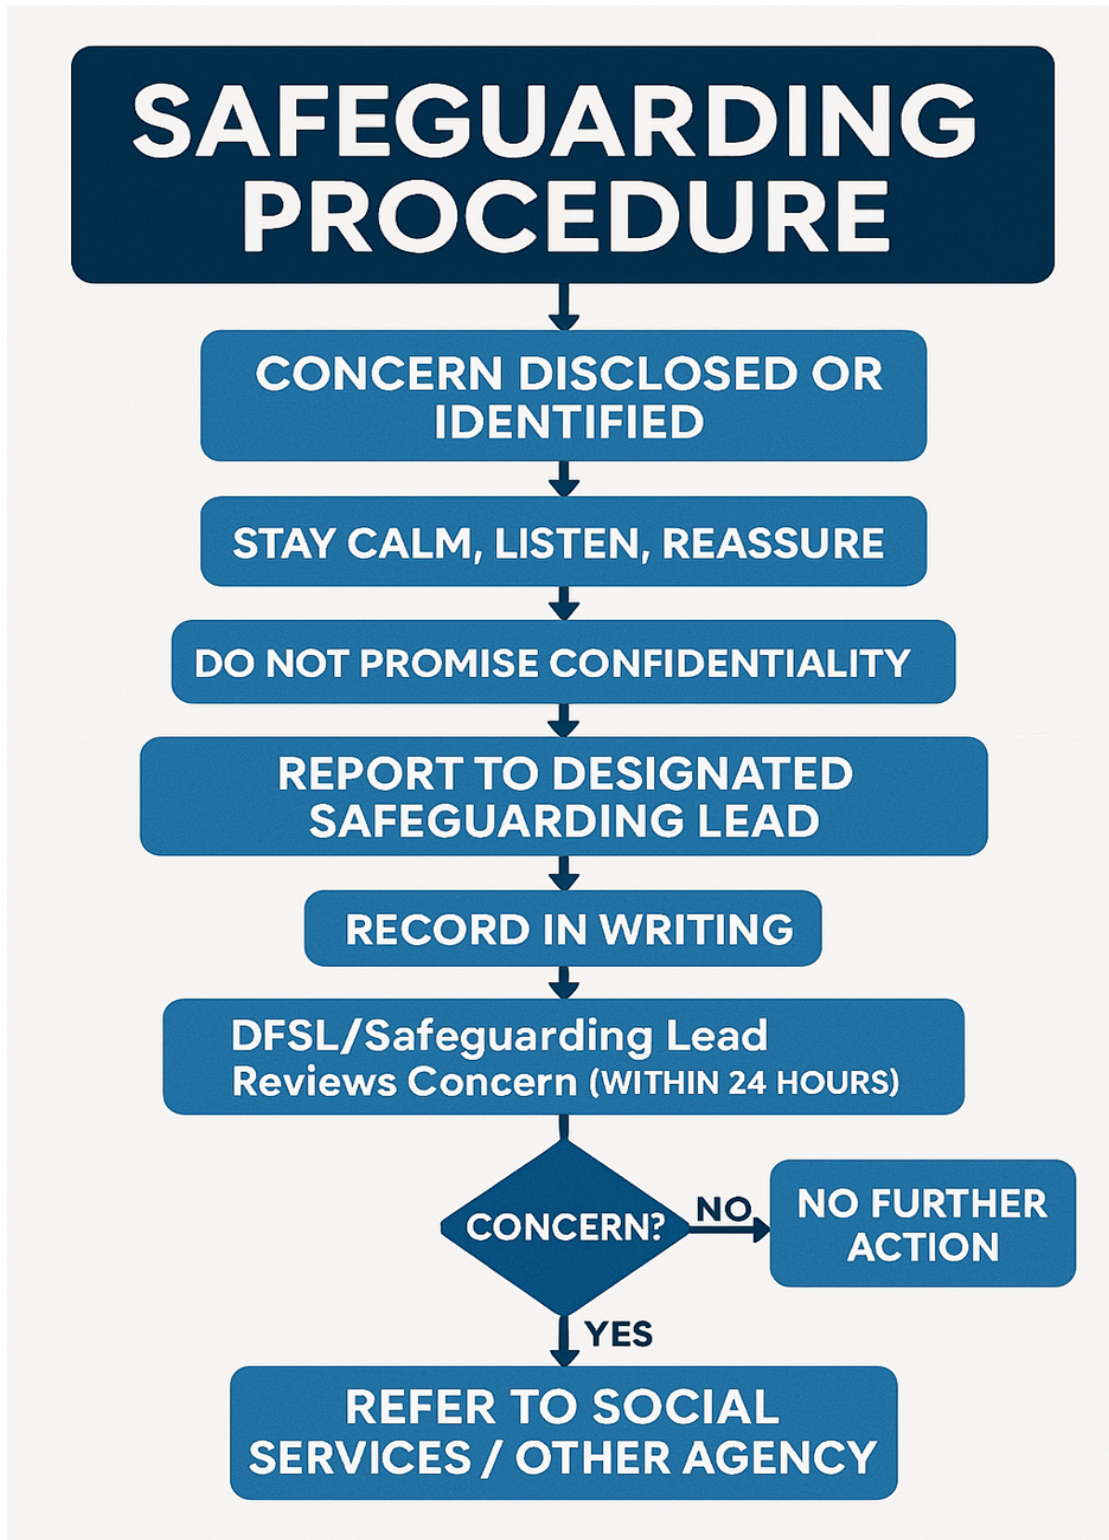 SAFEGUARDING
PROCEDURE
CONCERN DISCLOSED OR
IDENTIFIED
STAY CALM, LISTEN, REASSURE
DO NOT PROMISE CONFIDENTIALITY
REPORT TO DESIGNATED
SAFEGUARDING LEAD
RECORD IN WRITING
DFSL/Safeguarding Lead
Reviews Concern (WITHIN 24 HOURS)
CONCERN?
NO
NO FURTHER
ACTION
YES
REFER TO SOCIAL
SERVICES / OTHER AGENCY